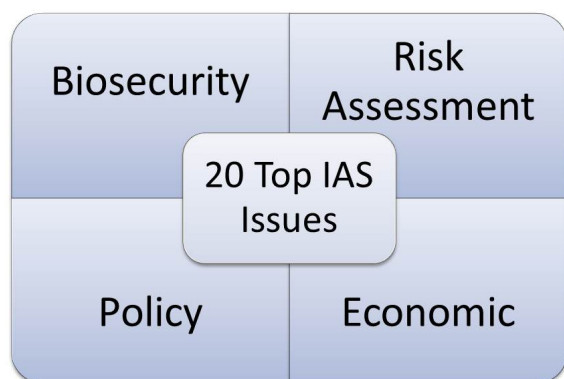 Biosecurity
Risk
Assessment
20 Top IAS
Issues
Policy
Economic